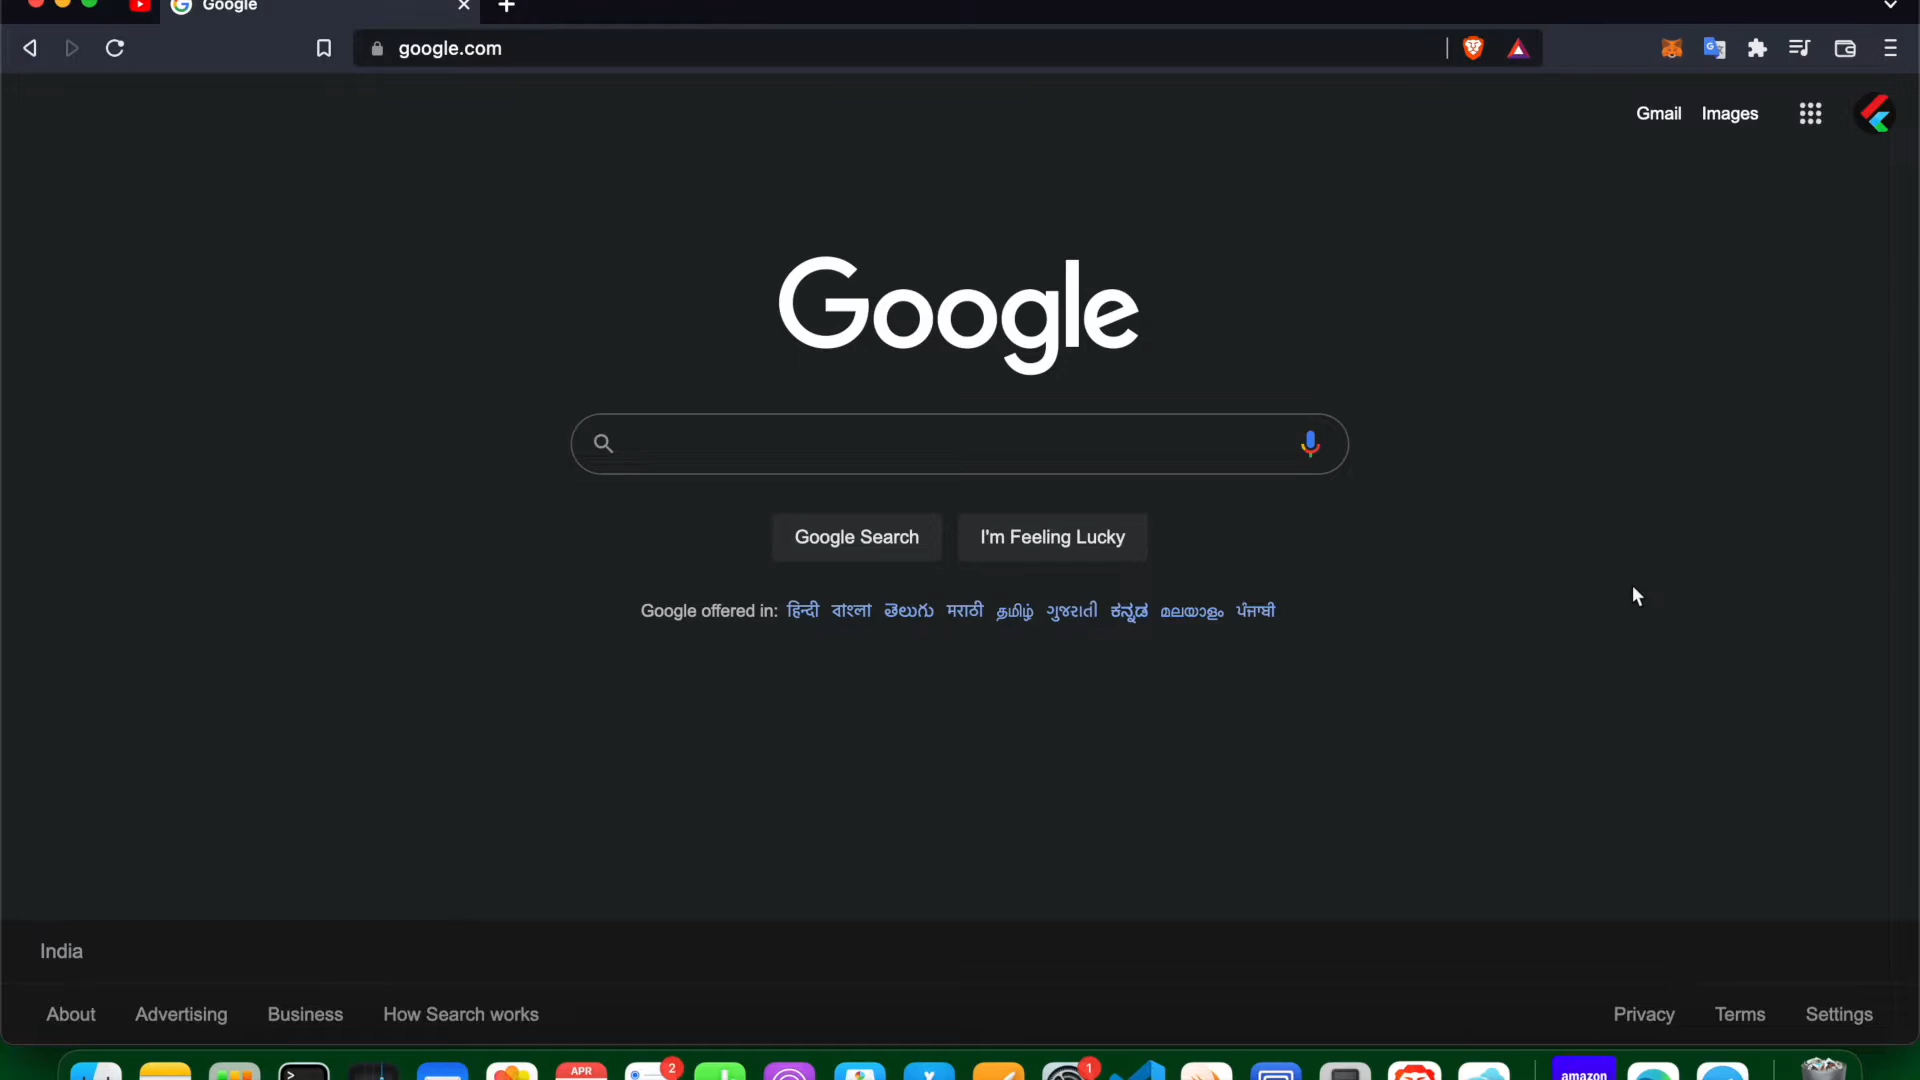 Google
google.com
Gmail Images
Google
Google Search I'm Feeling Lucky
Google offered in: हिन्दी বাংলা తెలుగు मराठी தமிழ் ગુજરાતી ಕನ್ನಡ മലയാളം ਪੰਜਾਬੀ
India
About Advertising Business How Search works Privacy Terms Settings
APR 2 1 amazon